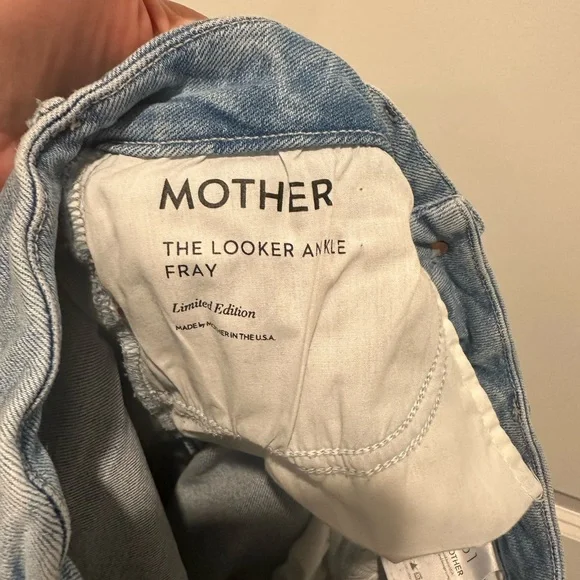 MOTHER
THE LOOKER ANKLE
FRAY
Limited Edition
MADE by MOTHER IN THE U.S.A.